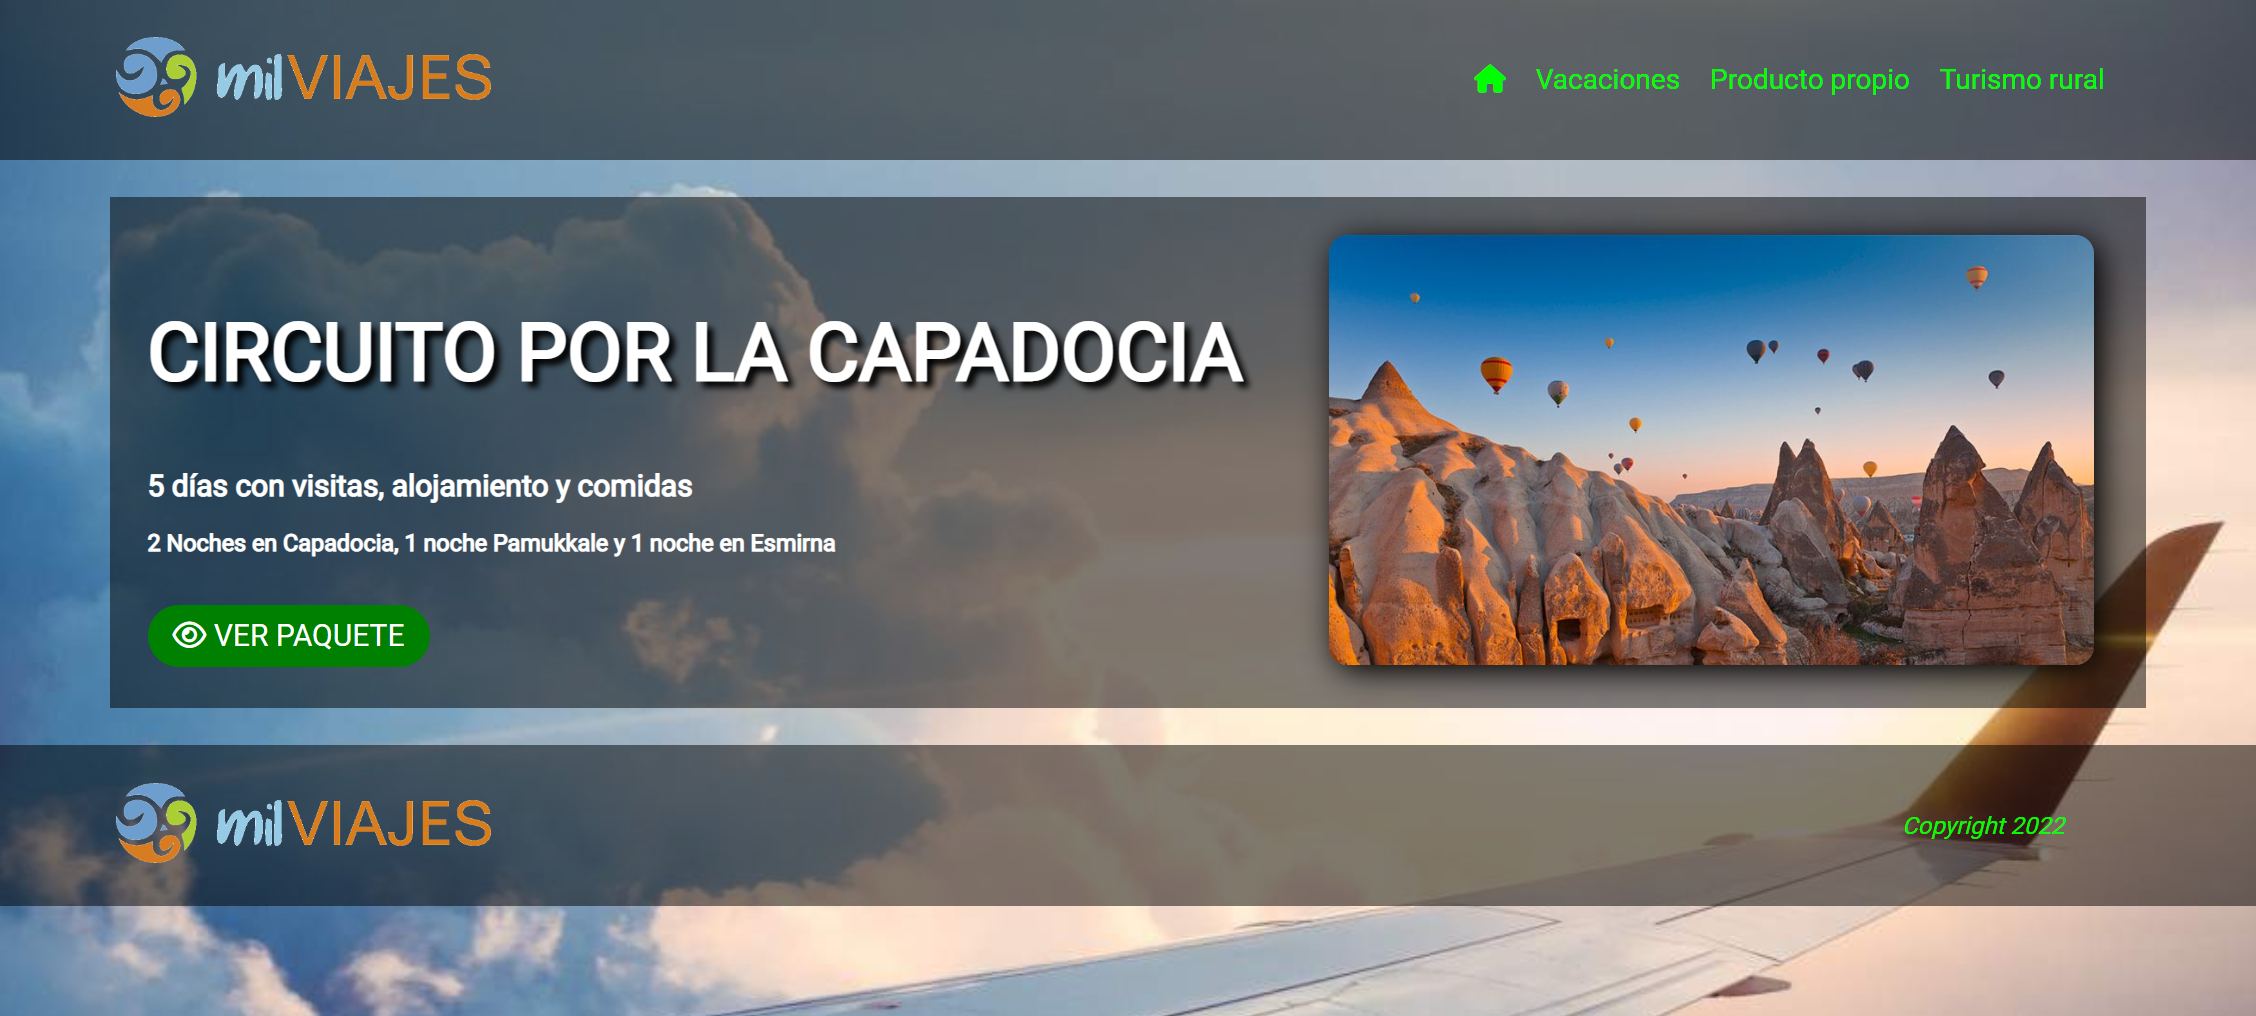 milVIAJES
Vacaciones Producto propio Turismo rural
CIRCUITO POR LA CAPADOCIA
5 días con visitas, alojamiento y comidas
2 Noches en Capadocia, 1 noche Pamukkale y 1 noche en Esmirna
VER PAQUETE
milVIAJES
Copyright 2022